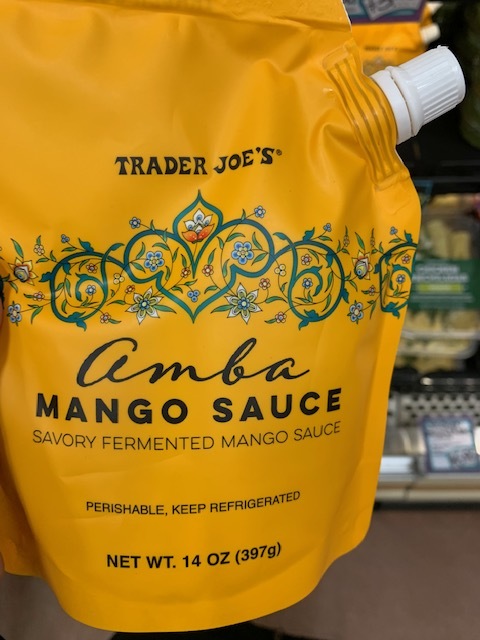 TRADER JOE'S®
amba
MANGO SAUCE
SAVORY FERMENTED MANGO SAUCE
PERISHABLE, KEEP REFRIGERATED
NET WT. 14 OZ (397g)